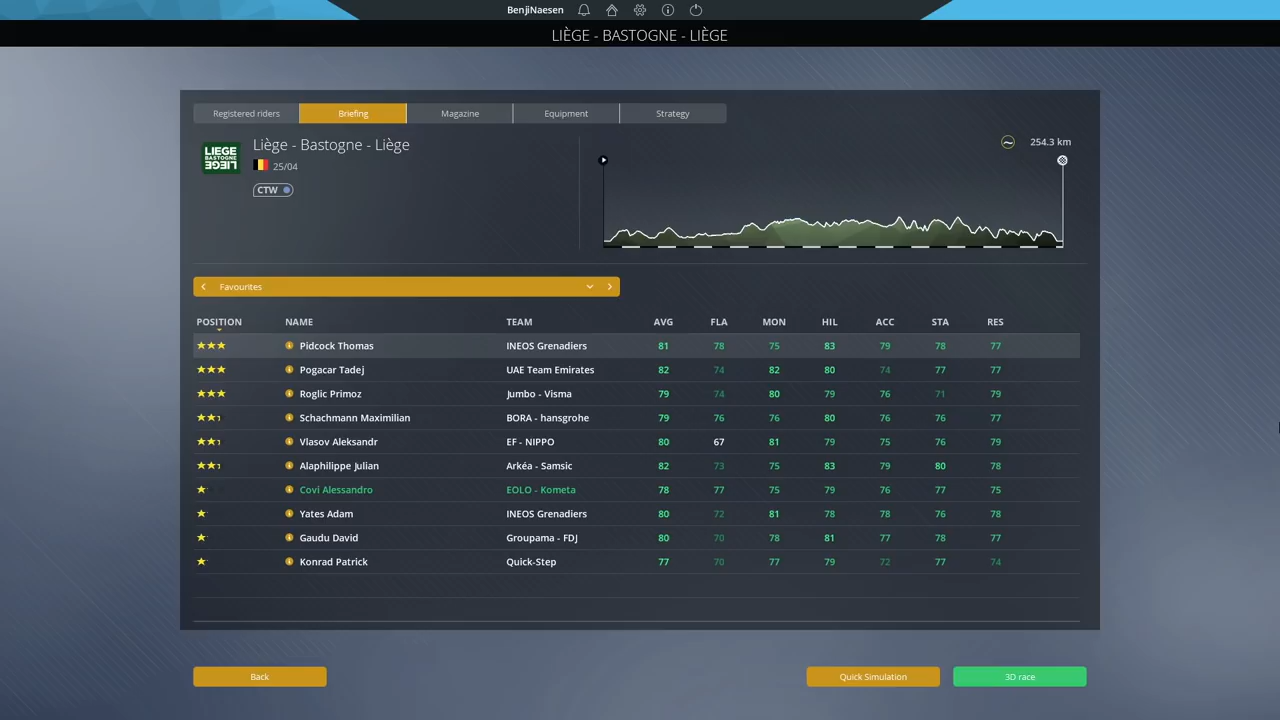 BenjiNaesen
LIÈGE - BASTOGNE - LIÈGE
Registered riders Briefing Magazine Equipment Strategy
LIEGE
BASTOGNE
LIEGE
Liège - Bastogne - Liège
25/04
CTW
254.3 km
Favourites
POSITION NAME TEAM AVG FLA MON HIL ACC STA RES
Pidcock Thomas INEOS Grenadiers 81 78 75 83 79 78 77
Pogacar Tadej UAE Team Emirates 82 74 82 80 74 77 77
Roglic Primoz Jumbo - Visma 79 74 80 79 76 71 79
Schachmann Maximilian BORA - hansgrohe 79 76 76 80 76 76 77
Vlasov Aleksandr EF - NIPPO 80 67 81 79 75 76 79
Alaphilippe Julian Arkéa - Samsic 82 73 75 83 79 80 78
Covi Alessandro EOLO - Kometa 78 77 75 79 76 77 75
Yates Adam INEOS Grenadiers 80 72 81 78 78 76 78
Gaudu David Groupama - FDJ 80 70 78 81 77 78 77
Konrad Patrick Quick-Step 77 70 77 79 72 77 74
Back Quick Simulation 3D race